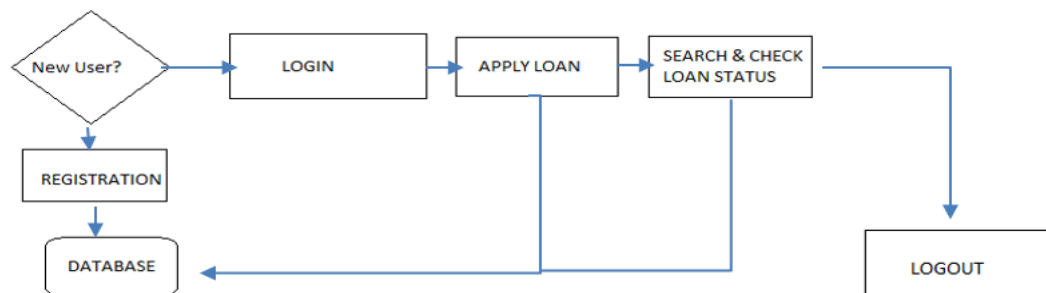 New User?
LOGIN
APPLY LOAN
SEARCH & CHECK
LOAN STATUS
REGISTRATION
DATABASE
LOGOUT